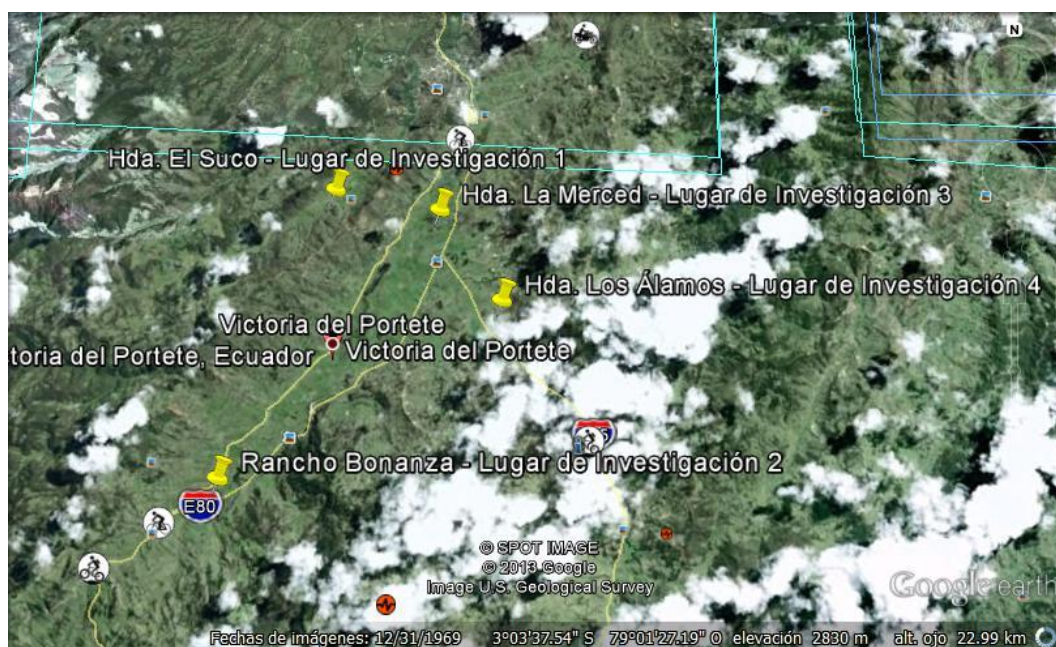 N
Hda. El Suco - Lugar de Investigación 1
Hda. La Merced - Lugar de Investigación 3
Hda. Los Álamos - Lugar de Investigación 4
Victoria del Portete
toria del Portete, Ecuador
Victoria del Portete
Rancho Bonanza - Lugar de Investigación 2
E80
© SPOT IMAGE
© 2013 Google
Image U.S. Geological Survey
Google earth
Fechas de imágenes: 12/31/1969 3°03'37.54" S 79°01'27.19" O elevación 2830 m alt. ojo 22.99 km